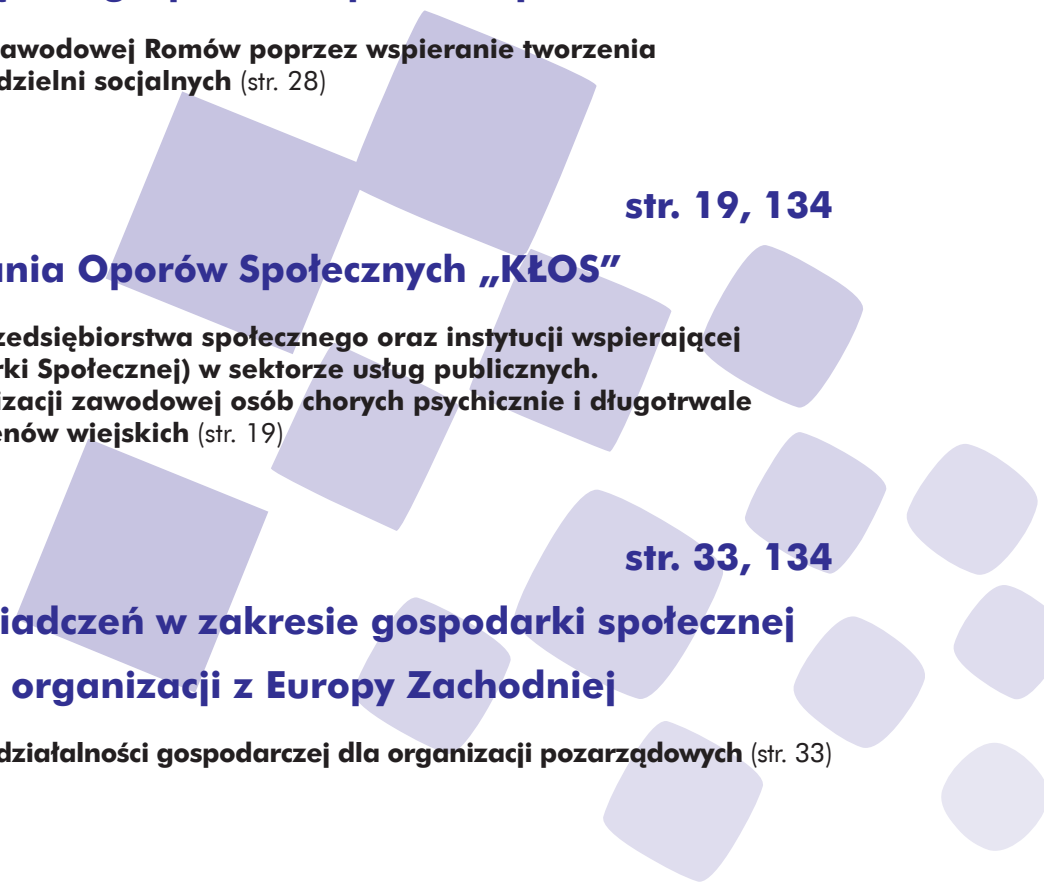 awodowej Romów poprzez wspieranie tworzenia
dzielni socjalnych (str. 28)
str. 19, 134
ania Oporów Społecznych „KŁOS”
zedsiębiorstwa społecznego oraz instytucji wspierającej
rki Społecznej) w sektorze usług publicznych.
izacji zawodowej osób chorych psychicznie i długotrwale
enów wiejskich (str. 19)
str. 33, 134
iadczeń w zakresie gospodarki społecznej
organizacji z Europy Zachodniej
działalności gospodarczej dla organizacji pozarządowych (str. 33)